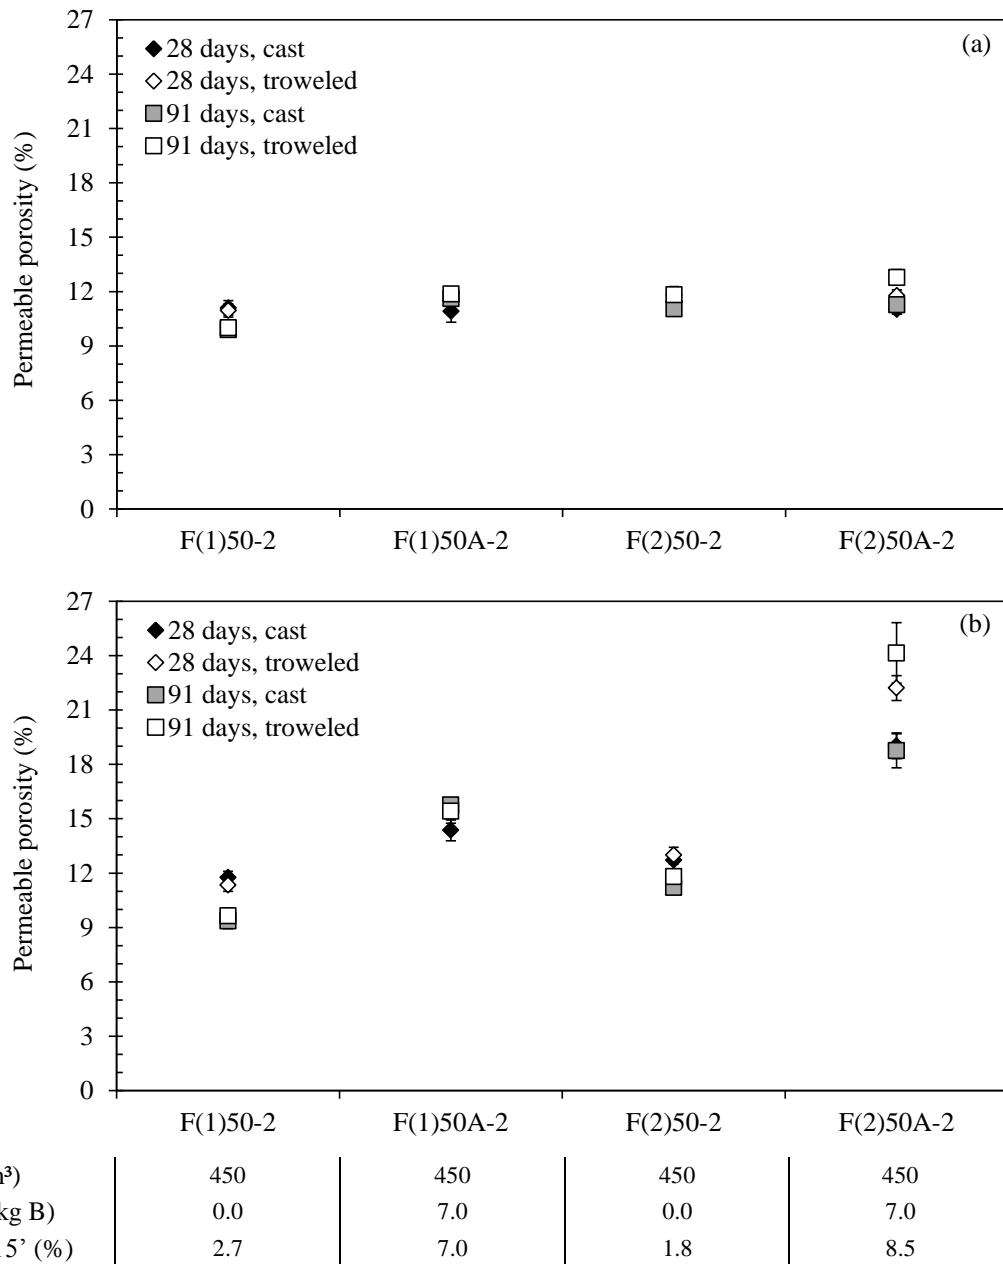 27
(a)
28 days, cast
24
28 days, troweled
21
91 days, cast
91 days, troweled
18
15
12
9
6
3
0
Permeable porosity (%)
F(1)50-2 F(1)50A-2 F(2)50-2 F(2)50A-2
27
(b)
28 days, cast
24
28 days, troweled
21
91 days, cast
91 days, troweled
18
15
12
9
6
3
0
Permeable porosity (%)
F(1)50-2 F(1)50A-2 F(2)50-2 F(2)50A-2
³) 450 450 450 450
kg B) 0.0 7.0 0.0 7.0
5’ (%) 2.7 7.0 1.8 8.5